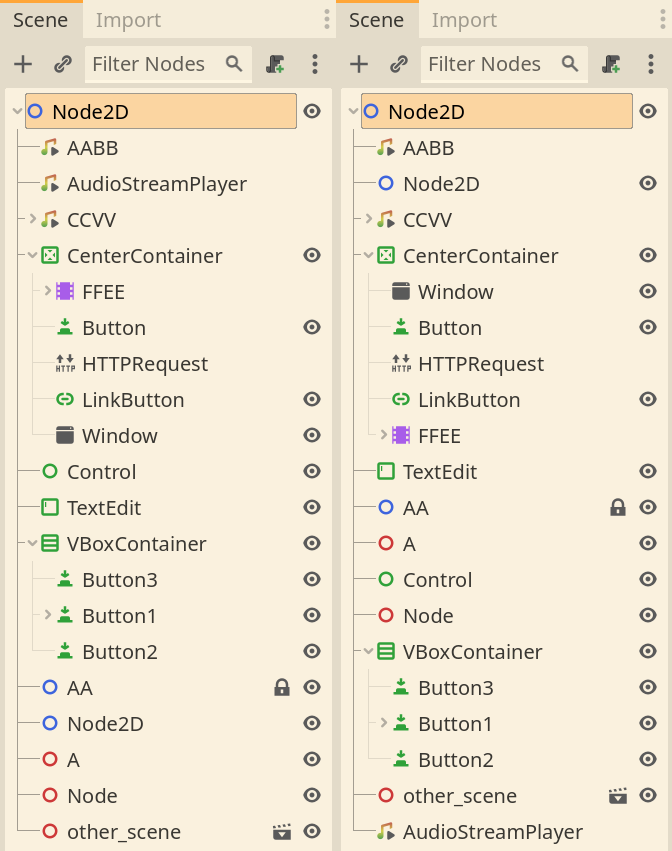 Scene Import
Filter Nodes
Node2D
AABB
AudioStreamPlayer
CCVV
CenterContainer
FFEE
Button
HTTP HTTPRequest
LinkButton
Window
Control
TextEdit
VBoxContainer
Button3
Button1
Button2
AA
Node2D
A
Node
other_scene
Scene Import
Filter Nodes
Node2D
AABB
Node2D
CCVV
CenterContainer
Window
Button
HTTP HTTPRequest
LinkButton
FFEE
TextEdit
AA
A
Control
Node
VBoxContainer
Button3
Button1
Button2
other_scene
AudioStreamPlayer